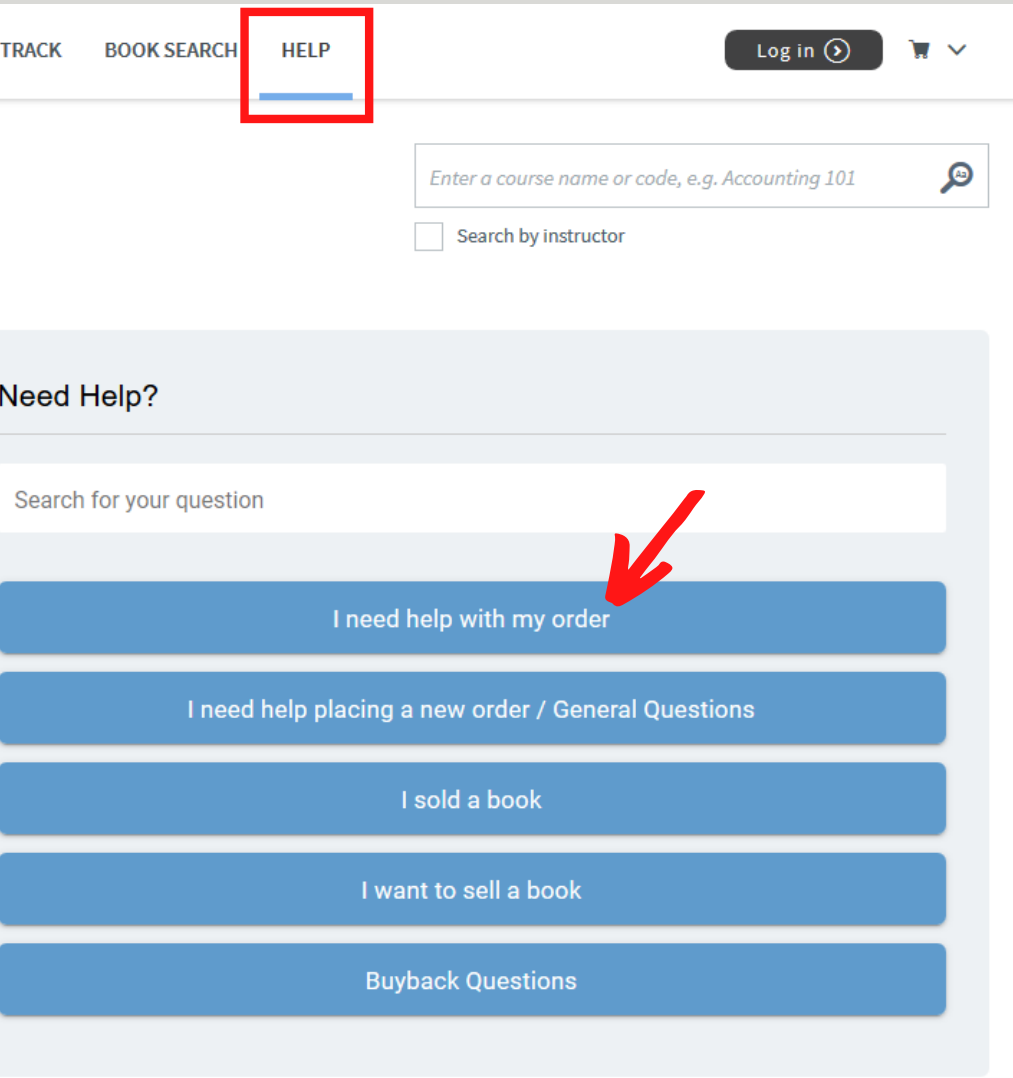 TRACK BOOK SEARCH HELP Log in
Enter a course name or code, e.g. Accounting 101
Aa
Search by instructor
Need Help?
Search for your question
I need help with my order
I need help placing a new order / General Questions
I sold a book
I want to sell a book
Buyback Questions